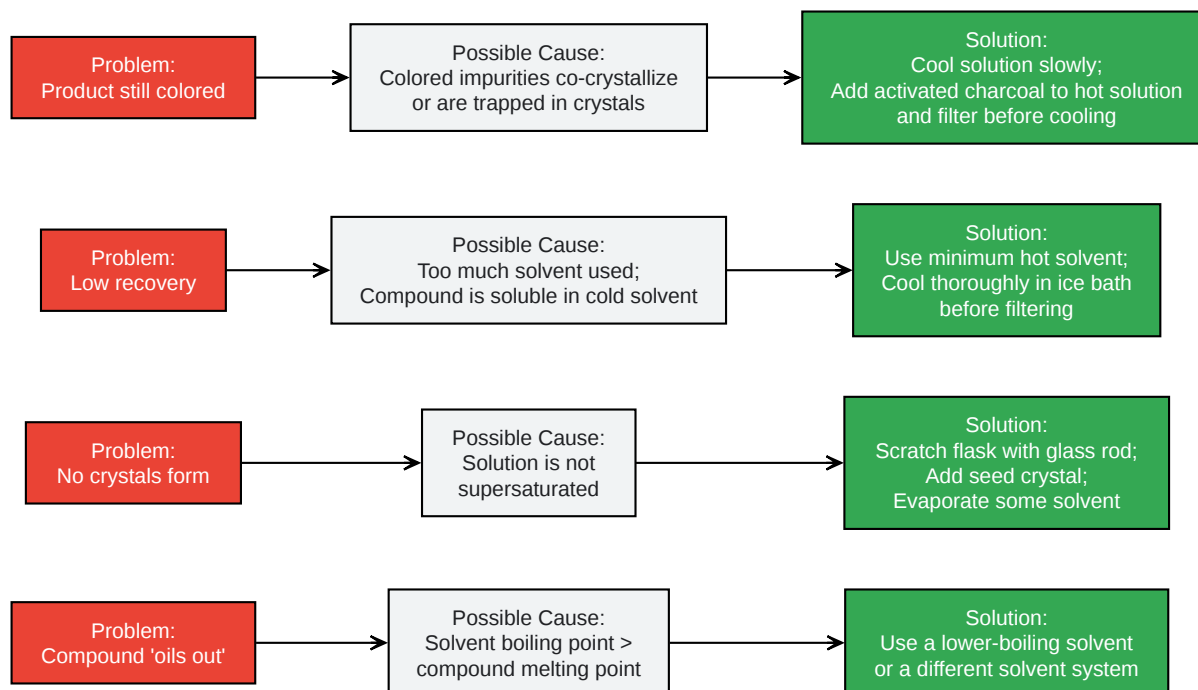 Problem:
Product still colored
Possible Cause:
Colored impurities co-crystallize
or are trapped in crystals
Solution:
Cool solution slowly;
Add activated charcoal to hot solution
and filter before cooling
Problem:
Low recovery
Possible Cause:
Too much solvent used;
Compound is soluble in cold solvent
Solution:
Use minimum hot solvent;
Cool thoroughly in ice bath
before filtering
Problem:
No crystals form
Possible Cause:
Solution is not
supersaturated
Solution:
Scratch flask with glass rod;
Add seed crystal;
Evaporate some solvent
Problem:
Compound 'oils out'
Possible Cause:
Solvent boiling point >
compound melting point
Solution:
Use a lower-boiling solvent
or a different solvent system